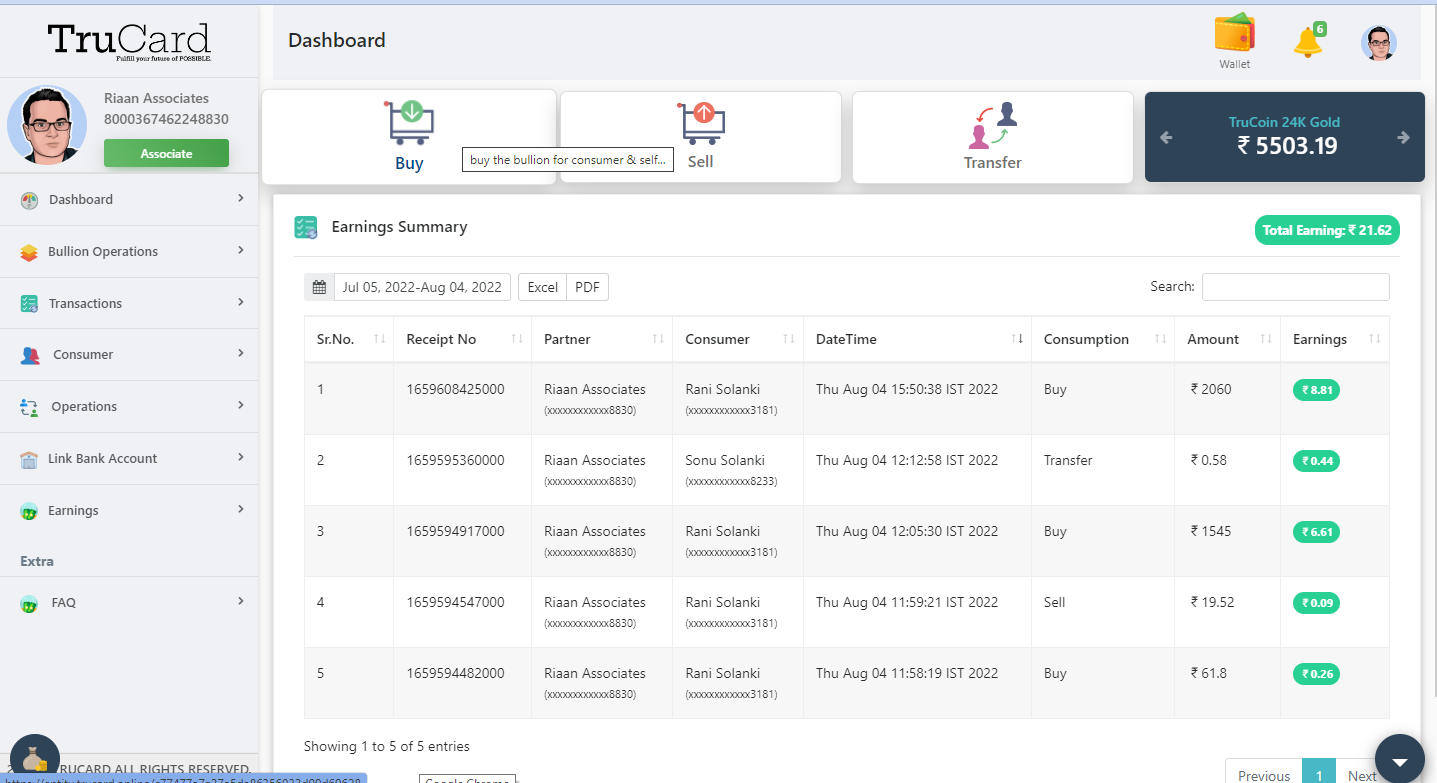 TruCard
Fulfill your future of POSSIBLE.
Dashboard
Wallet
6
Riaan Associates
8000367462248830
Associate
Buy
buy the bullion for consumer & self...
Sell
Transfer
TruCoin 24K Gold
₹ 5503.19
Dashboard
Bullion Operations
Transactions
Consumer
Operations
Link Bank Account
Earnings
Extra
FAQ
Earnings Summary
Total Earning: ₹ 21.62
Jul 05, 2022-Aug 04, 2022
Excel PDF
Search:
Sr.No. Receipt No Partner Consumer DateTime Consumption Amount Earnings
1 1659608425000 Riaan Associates Rani Solanki Thu Aug 04 15:50:38 IST 2022 Buy ₹ 2060 ₹ 8.81
(xxxxxxxxxxxx8830) (xxxxxxxxxxxx3181)
2 1659595360000 Riaan Associates Sonu Solanki Thu Aug 04 12:12:58 IST 2022 Transfer ₹ 0.58 ₹ 0.44
(xxxxxxxxxxxx8830) (xxxxxxxxxxxx8233)
3 1659594917000 Riaan Associates Rani Solanki Thu Aug 04 12:05:30 IST 2022 Buy ₹ 1545 ₹ 6.61
(xxxxxxxxxxxx8830) (xxxxxxxxxxxx3181)
4 1659594547000 Riaan Associates Rani Solanki Thu Aug 04 11:59:21 IST 2022 Sell ₹ 19.52 ₹ 0.09
(xxxxxxxxxxxx8830) (xxxxxxxxxxxx3181)
5 1659594482000 Riaan Associates Rani Solanki Thu Aug 04 11:58:19 IST 2022 Buy ₹ 61.8 ₹ 0.26
(xxxxxxxxxxxx8830) (xxxxxxxxxxxx3181)
Showing 1 to 5 of 5 entries
Previous 1 Next
ALL RIGHTS RESERVED.
Google Chrome